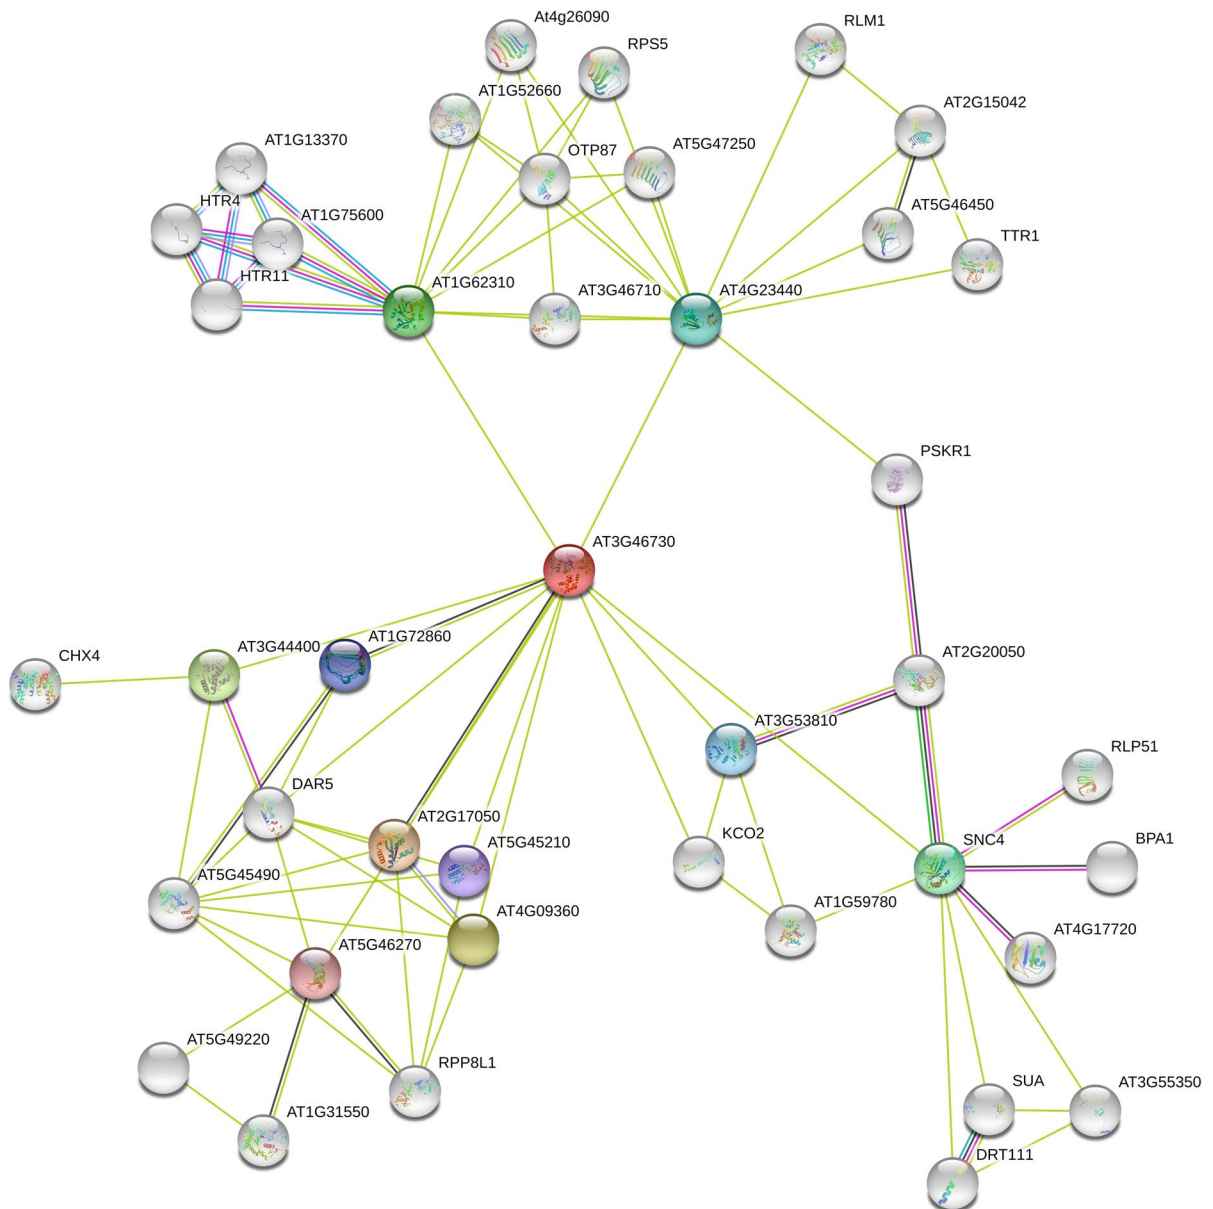 At4g26090
RLM1
RPS5
AT1G52660
AT2G15042
AT1G13370
OTP87
AT5G47250
HTR4
AT1G75600
AT5G46450
TTR1
HTR11
AT1G62310
AT3G46710
AT4G23440
PSKR1
AT3G46730
AT1G72860
AT3G44400
CHX4
AT2G20050
AT3G53810
RLP51
DAR5
AT2G17050
KCO2
SNC4
BPA1
AT5G45210
AT5G45490
AT1G59780
AT4G09360
AT4G17720
AT5G46270
AT5G49220
RPP8L1
SUA
AT3G55350
AT1G31550
DRT111